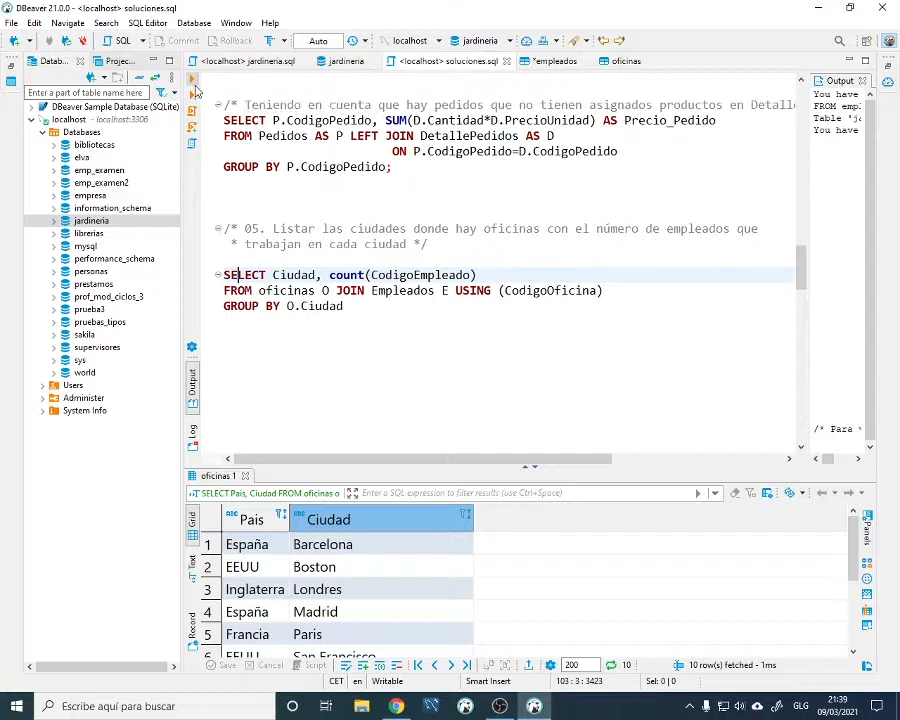 DBeaver 21.0.0 - <localhost> soluciones.sql
File Edit Navigate Search SQL Editor Database Window Help
SQL Commit Rollback T Auto localhost jardineria
Datab... Projec... <localhost> jardineria.sql jardineria <localhost> soluciones.sql *empleados oficinas Output
Enter a part of table name here
DBeaver Sample Database (SQLite)
localhost:3306
Databases
bibliotecas
elva
emp_examen
emp_examen2
empresa
information_schema
jardineria
librerias
mysql
performance_schema
personas
prestamos
prof_mod_ciclos_3
prueba3
pruebas_tipos
sakila
supervisores
sys
world
Users
Administer
System Info
/* Teniendo en cuenta que hay pedidos que no tienen asignados productos en Detalle
SELECT P.CodigoPedido, SUM(D.Cantidad*D.PrecioUnidad) AS Precio_Pedido
FROM Pedidos AS P LEFT JOIN DetallePedidos AS D
ON P.CodigoPedido=D.CodigoPedido
GROUP BY P.CodigoPedido;
/* 05. Listar las ciudades donde hay oficinas con el número de empleados que
* trabajan en cada ciudad */
SELECT Ciudad, count(CodigoEmpleado)
FROM oficinas O JOIN Empleados E USING (CodigoOficina)
GROUP BY O.Ciudad
Output
Log
You have
FROM emp
Table 'ja
You have
/* Para
oficinas 1
SELECT Pais, Ciudad FROM oficinas o Enter a SQL expression to filter results (use Ctrl+Space)
Grid
Text
Record
Panels
Pais Ciudad
1 España Barcelona
2 EEUU Boston
3 Inglaterra Londres
4 España Madrid
5 Francia Paris
EEUU San Francisco
Save Cancel Script 200 10 10 row(s) fetched - 1ms
CET en Writable Smart Insert 103 : 3 : 3423 Sel: 0 | 0
Escribe aquí para buscar
GLG
21:39
09/03/2021